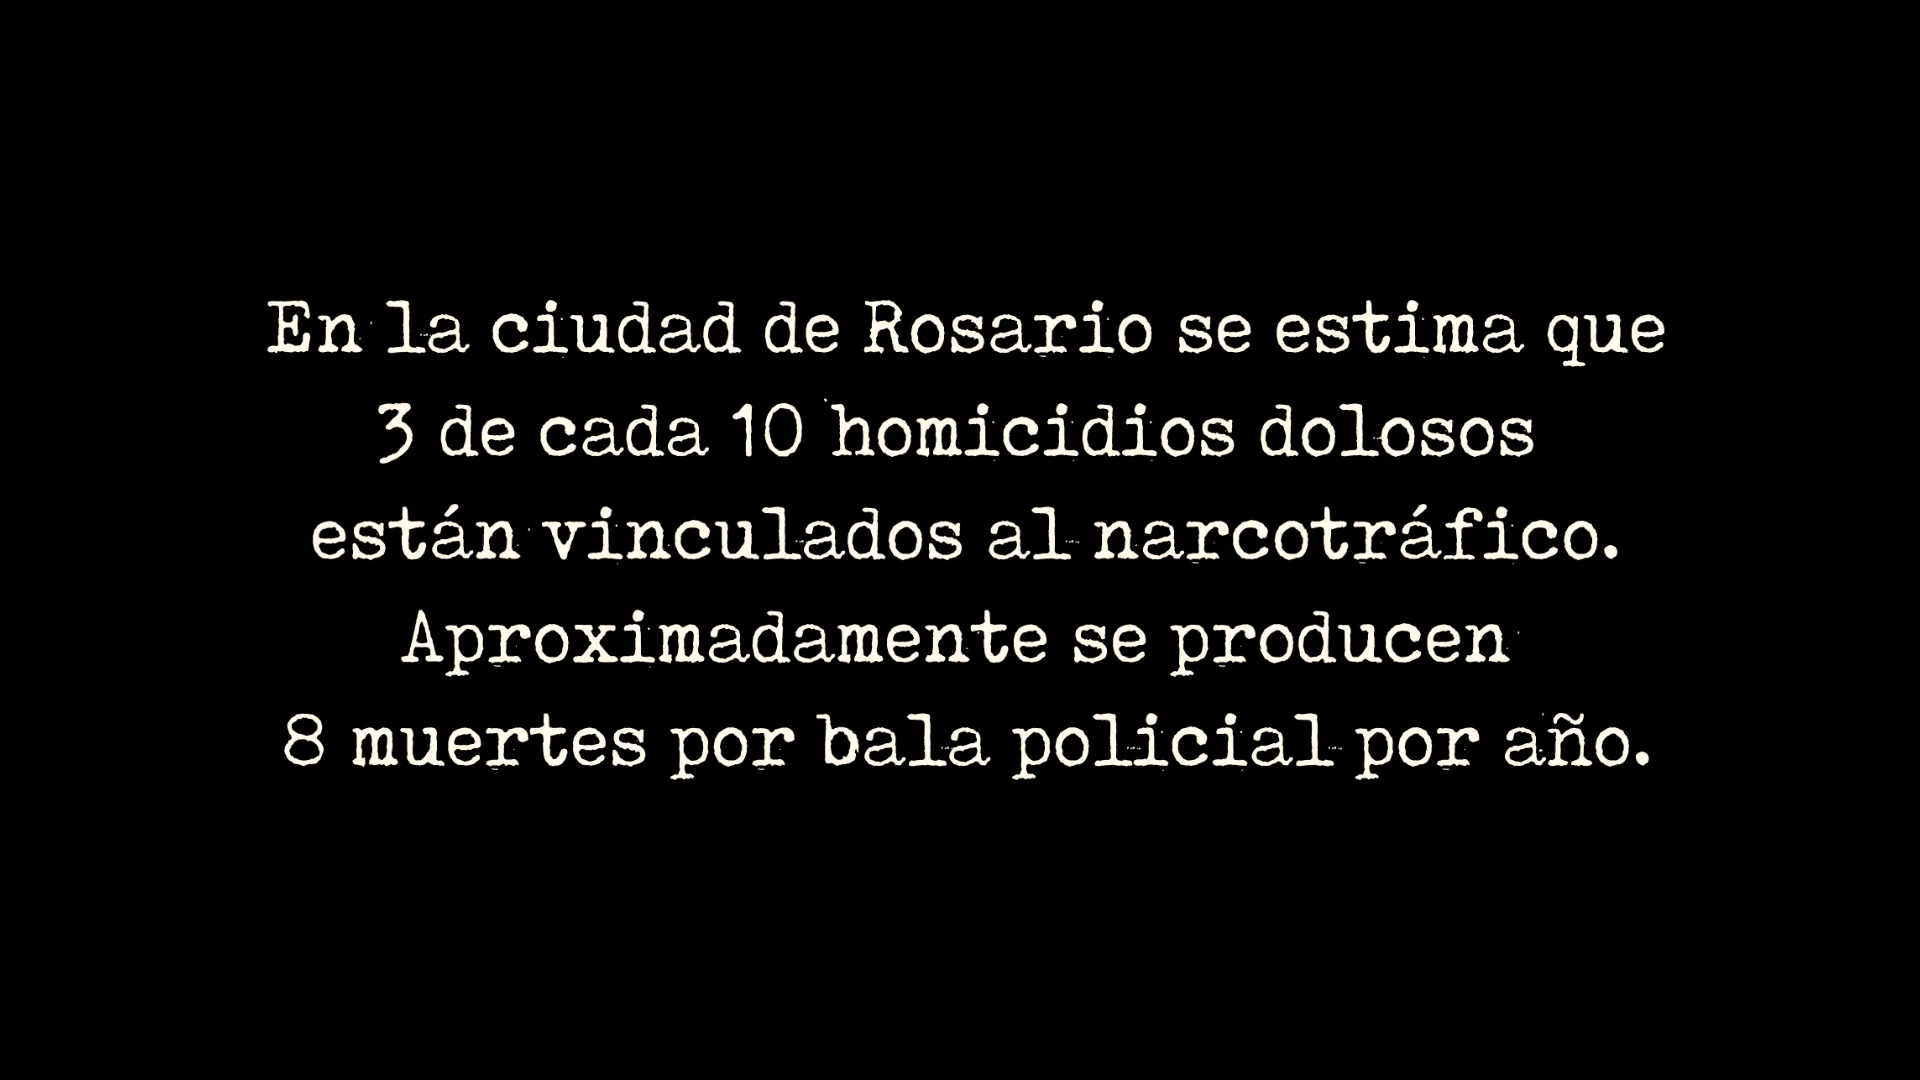 En la ciudad de Rosario se estima que
3 de cada 10 homicidios dolosos
están vinculados al narcotráfico.
Aproximadamente se producen
8 muertes por bala policial por año.